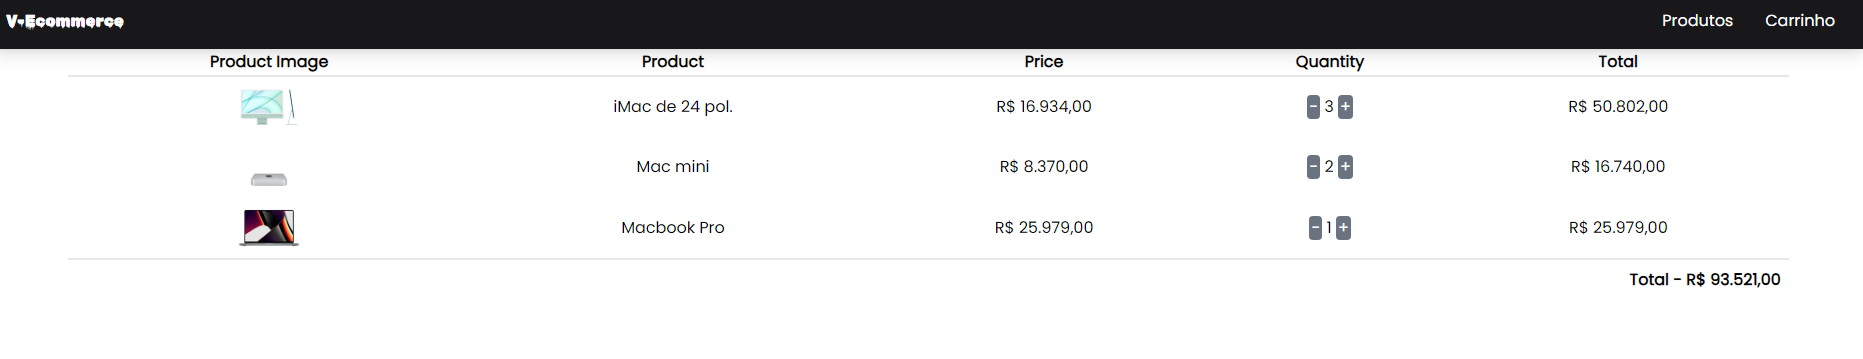 V-Ecommerce Produtos Carrinho
Product Image Product Price Quantity Total
iMac de 24 pol. R$ 16.934,00 - 3 + R$ 50.802,00
Mac mini R$ 8.370,00 - 2 + R$ 16.740,00
Macbook Pro R$ 25.979,00 - 1 + R$ 25.979,00
Total - R$ 93.521,00